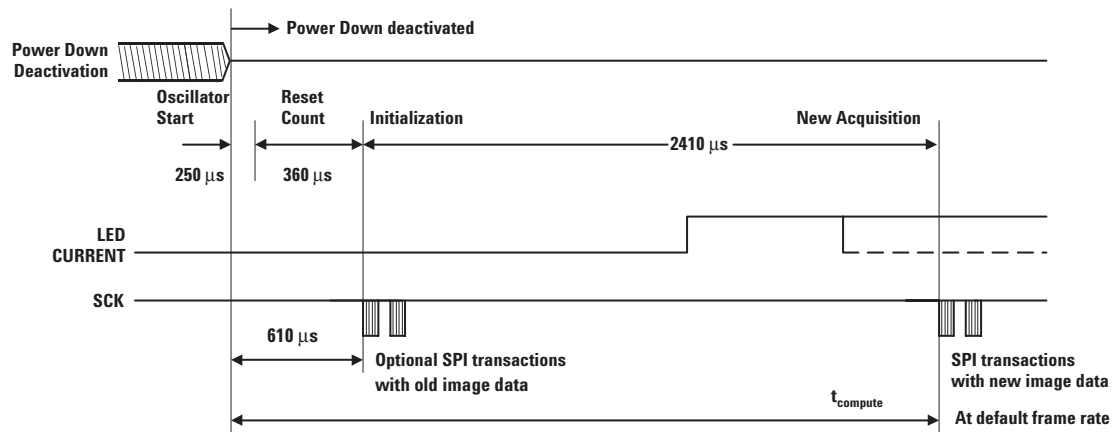 Power Down deactivated
Power Down
Deactivation
Oscillator
Start
Reset
Count
Initialization
New Acquisition
250 μs
360 μs
2410 μs
LED
CURRENT
SCK
610 μs
Optional SPI transactions
with old image data
SPI transactions
with new image data
tcompute
At default frame rate